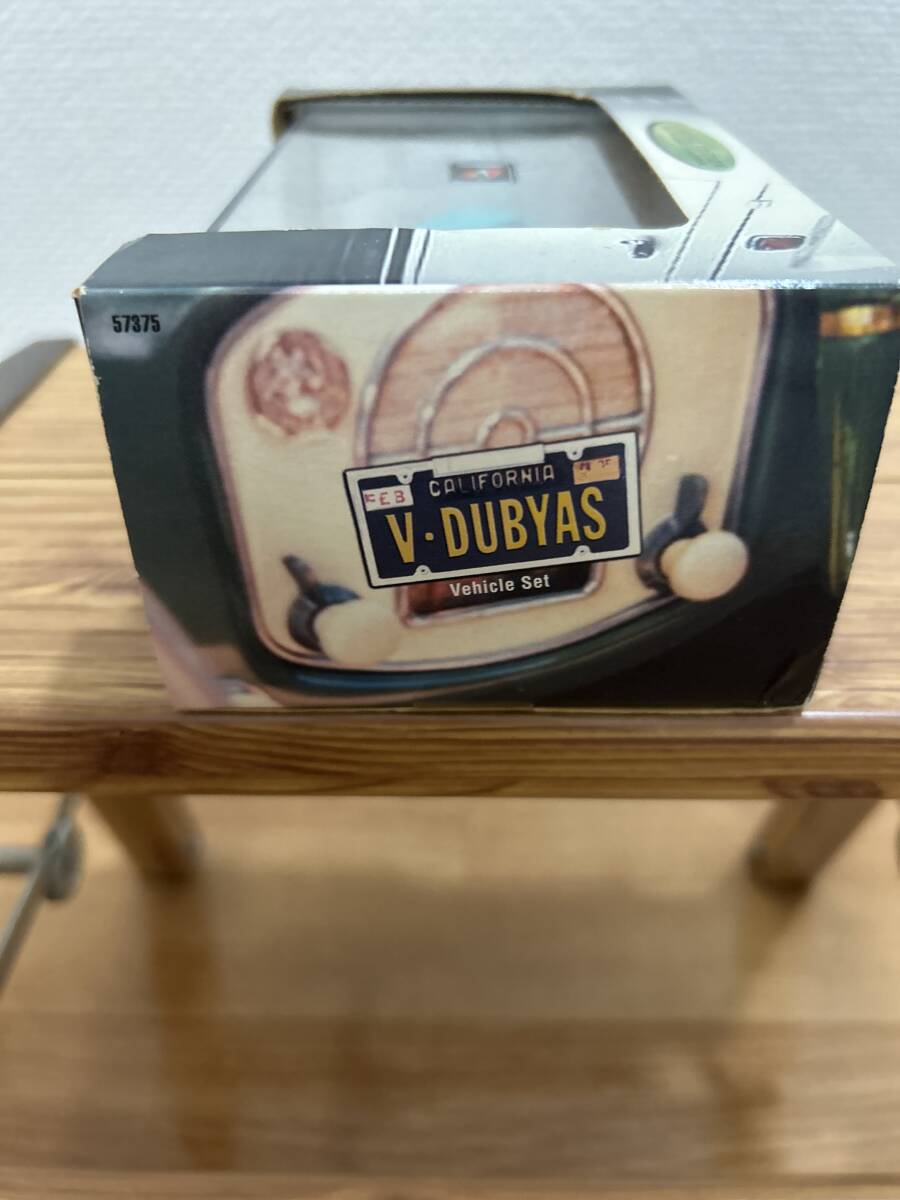 57375
CALIFORNIA
FEB
V·DUBYAS
Vehicle Set